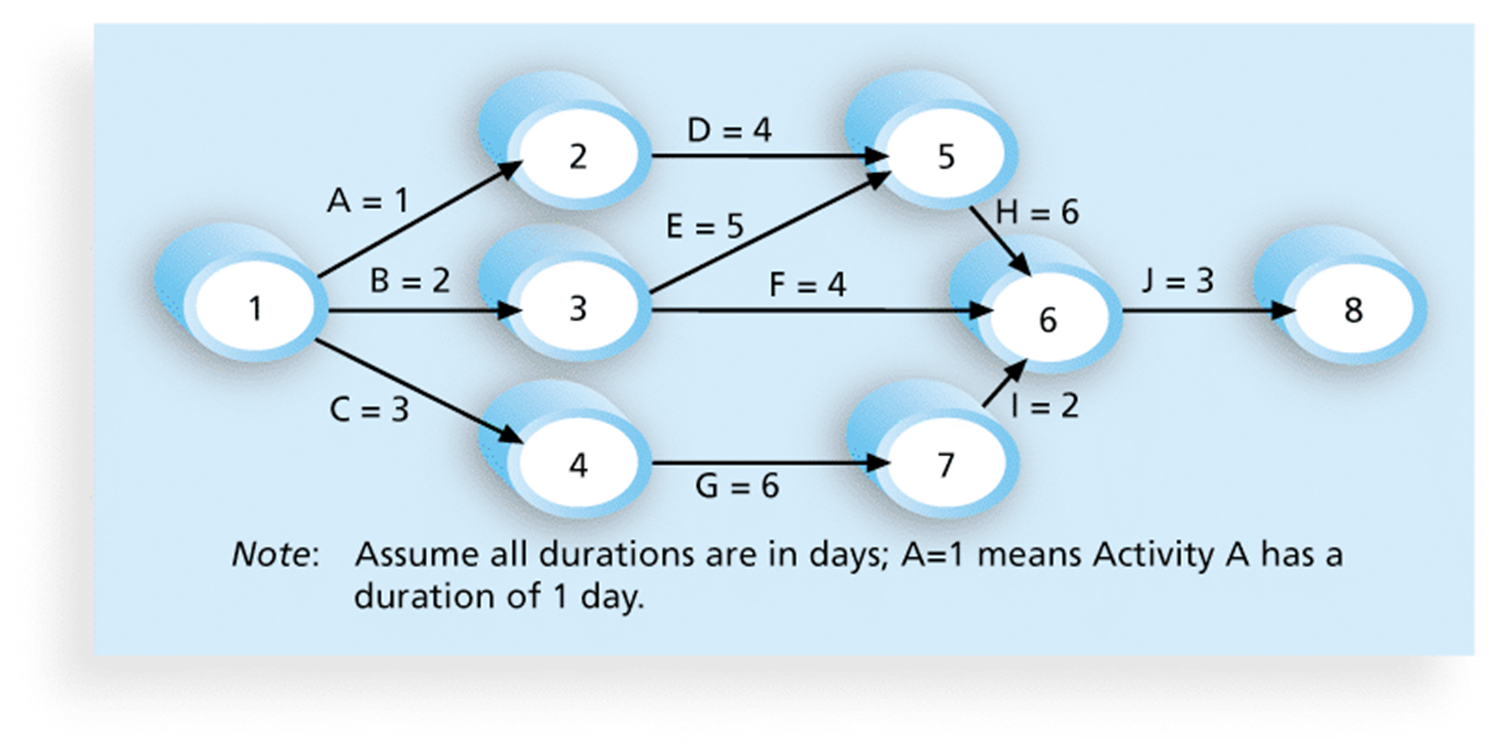 2
D = 4
5
A = 1
E = 5
H = 6
1
B = 2
3
F = 4
6
J = 3
8
C = 3
I = 2
4
G = 6
7
Note: Assume all durations are in days; A=1 means Activity A has a
duration of 1 day.